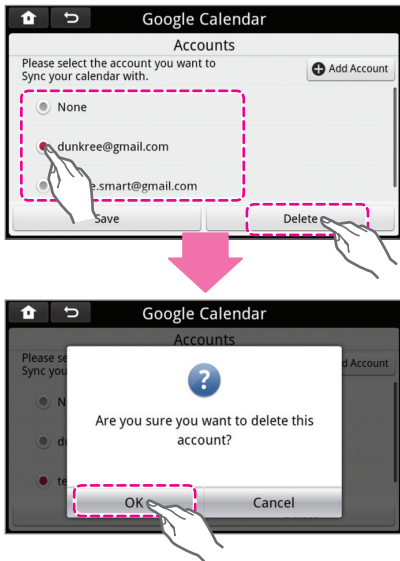 Google Calendar
Accounts
Please select the account you want to
Sync your calendar with.
Add Account
None
dunkree@gmail.com
e.smart@gmail.com
Save
Delete
Google Calendar
Accounts
Please se
Sync you
d Account
N
du
te
?
Are you sure you want to delete this
account?
OK
Cancel